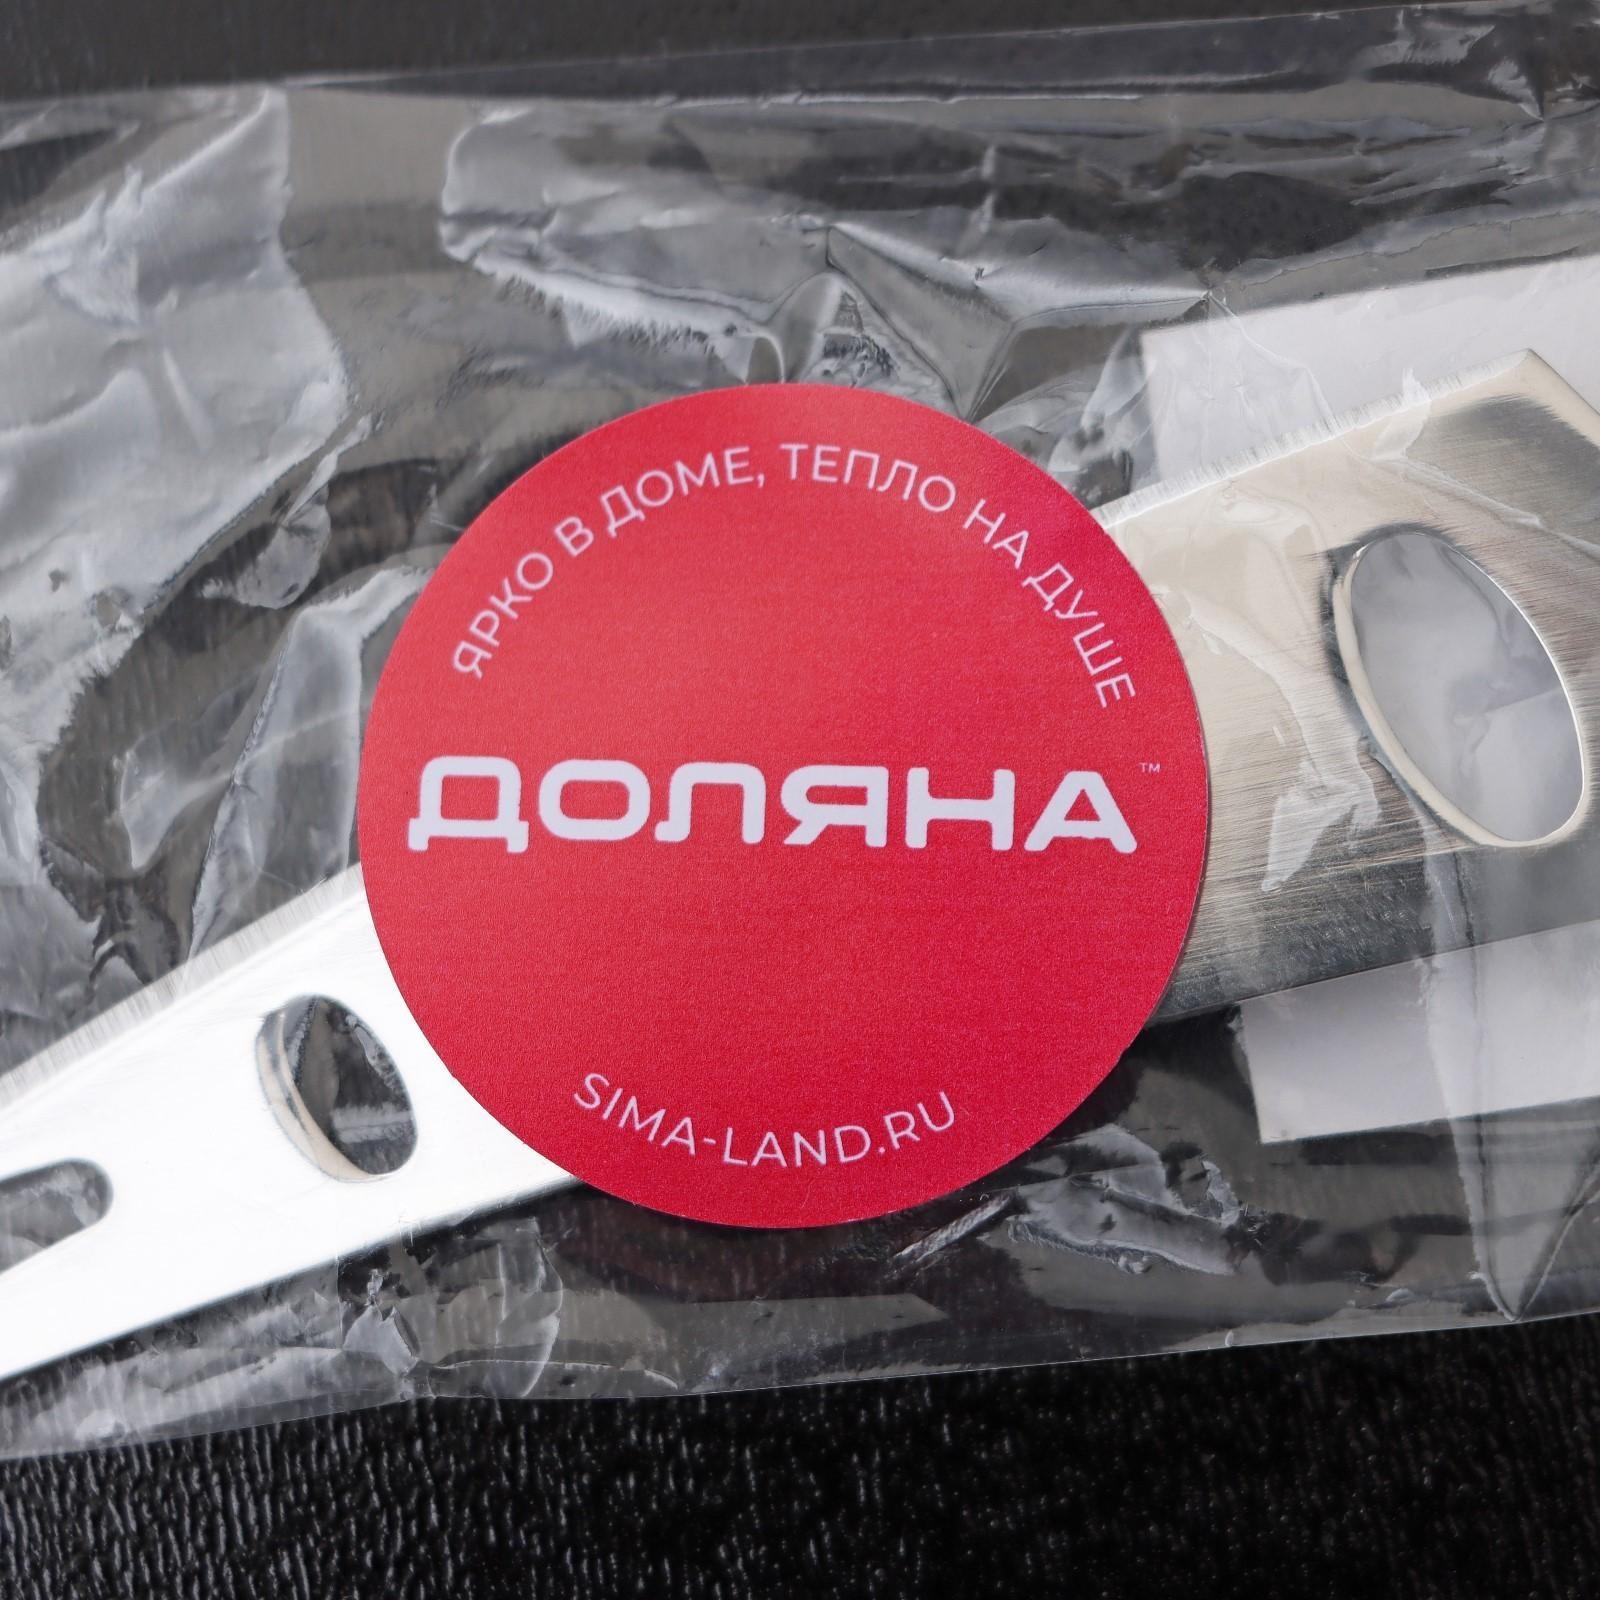 ЯРКО В ДОМЕ, ТЕПЛО НА ДУШЕ
ДОЛЯНА™
SIMA-LAND.RU